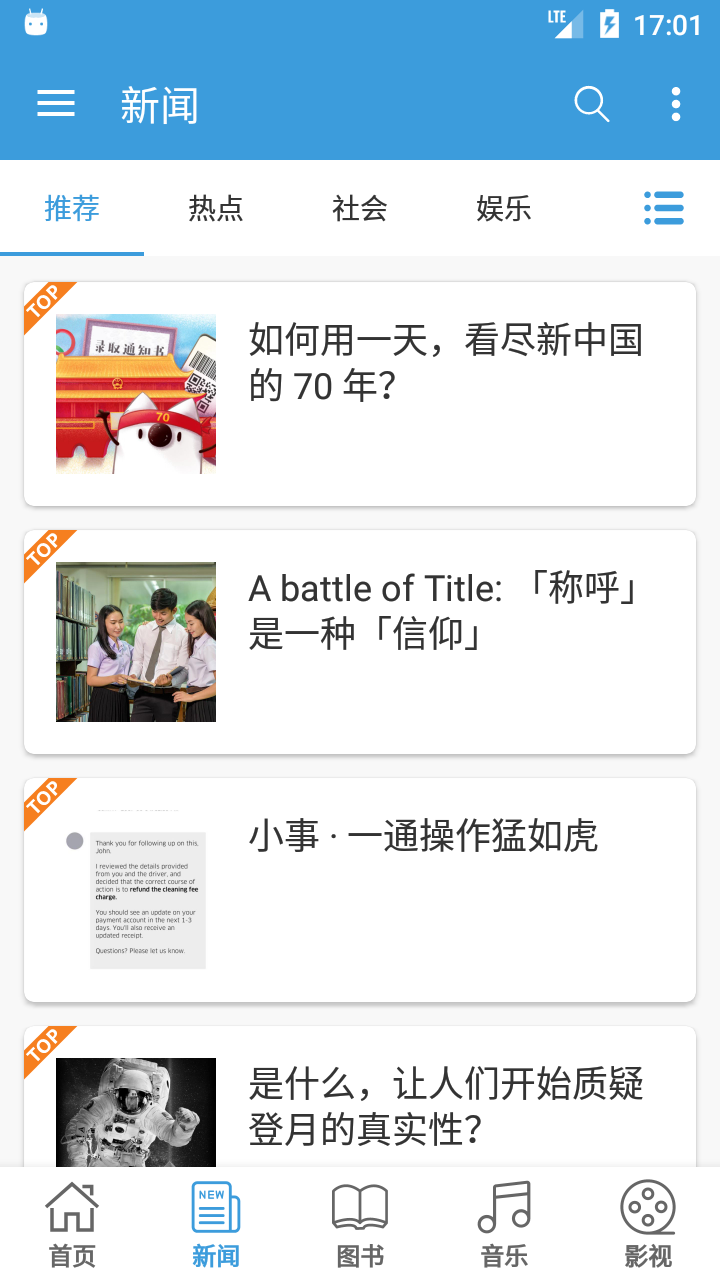 LTE
17:01
新闻
推荐
热点
社会
娱乐
TOP
录取通知书
70
如何用一天，看尽新中国
的 70 年？
TOP
A battle of Title: 「称呼」
是一种「信仰」
TOP
Thank you for following up on this,
John.
I reviewed the details provided
from you and the driver, and
decided that the correct course of
action is to refund the cleaning fee
charge.
You should see an update on your
payment account in the next 1-3
days. You'll also receive an
updated receipt.
Questions? Please let us know.
小事 · 一通操作猛如虎
TOP
是什么，让人们开始质疑
登月的真实性？
首页
NEW
新闻
图书
音乐
影视